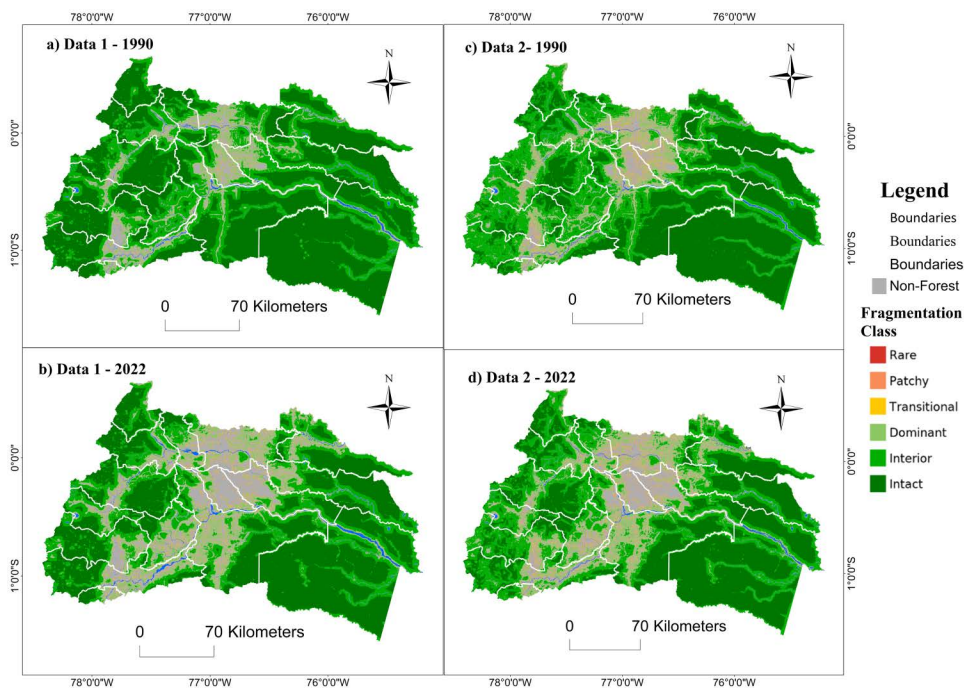 78°0'0"W 77°0'0"W 76°0'0"W 78°0'0"W 77°0'0"W 76°0'0"W
a) Data 1 - 1990
N
0°0'0"
1°0'0"S
0 70 Kilometers
c) Data 2- 1990
N
0°0'0"
1°0'0"S
0 70 Kilometers
b) Data 1 - 2022
N
0°0'0"
1°0'0"S
0 70 Kilometers
d) Data 2 - 2022
N
0°0'0"
1°0'0"S
0 70 Kilometers
78°0'0"W 77°0'0"W 76°0'0"W 78°0'0"W 77°0'0"W 76°0'0"W
Legend
Boundaries
Boundaries
Boundaries
Non-Forest
Fragmentation
Class
Rare
Patchy
Transitional
Dominant
Interior
Intact